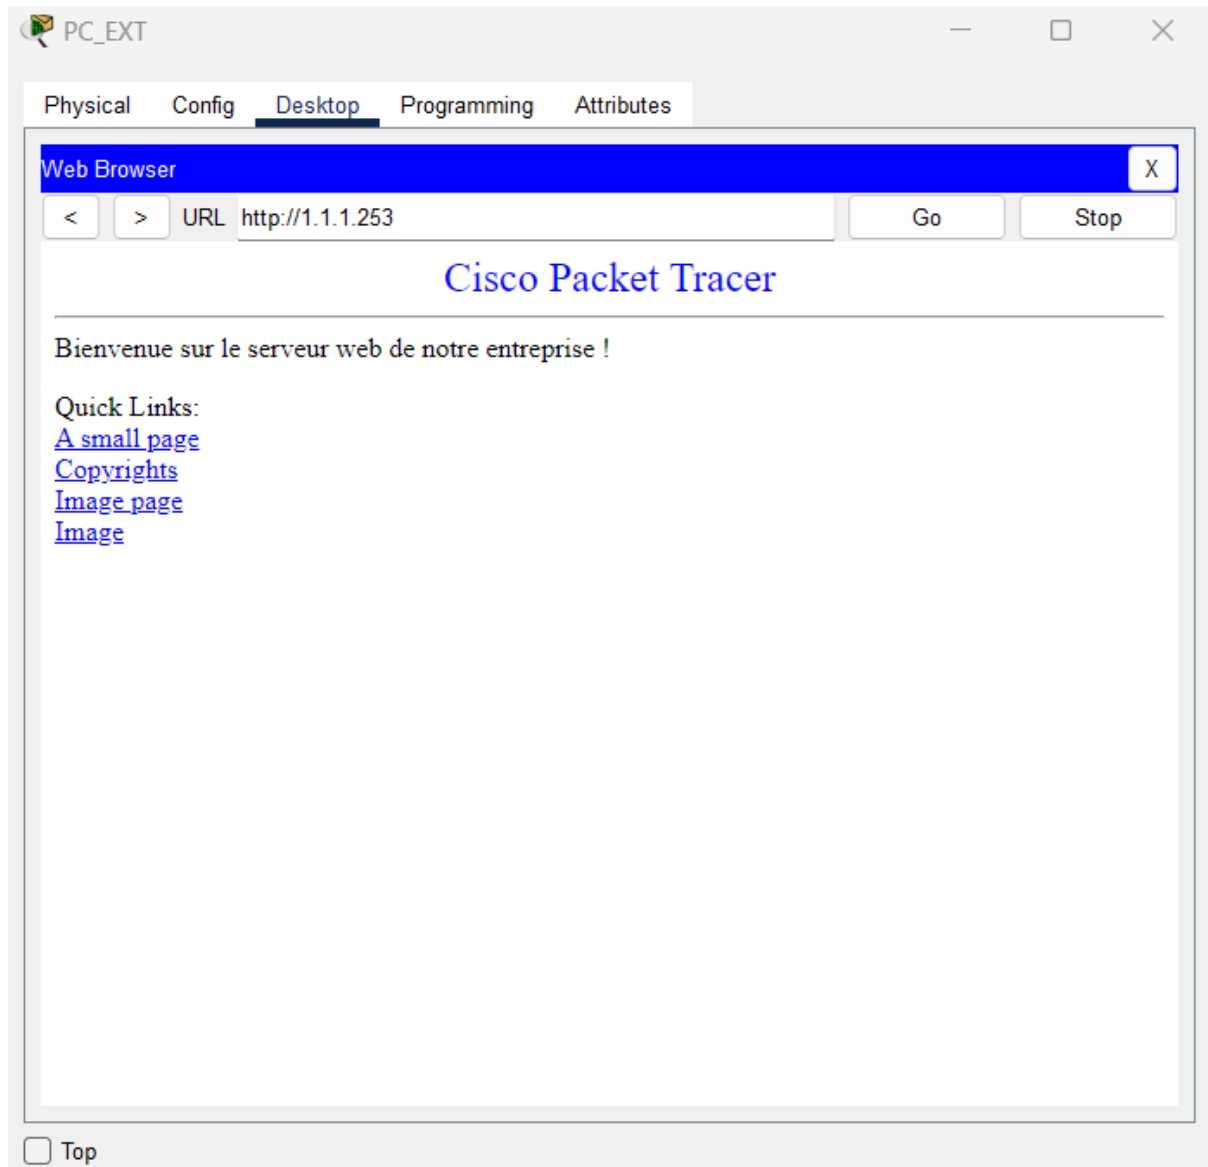 PC_EXT
Physical Config Desktop Programming Attributes
Web Browser X
< > URL http://1.1.1.253 Go Stop
Cisco Packet Tracer
Bienvenue sur le serveur web de notre entreprise !
Quick Links:
A small page
Copyrights
Image page
Image
Top